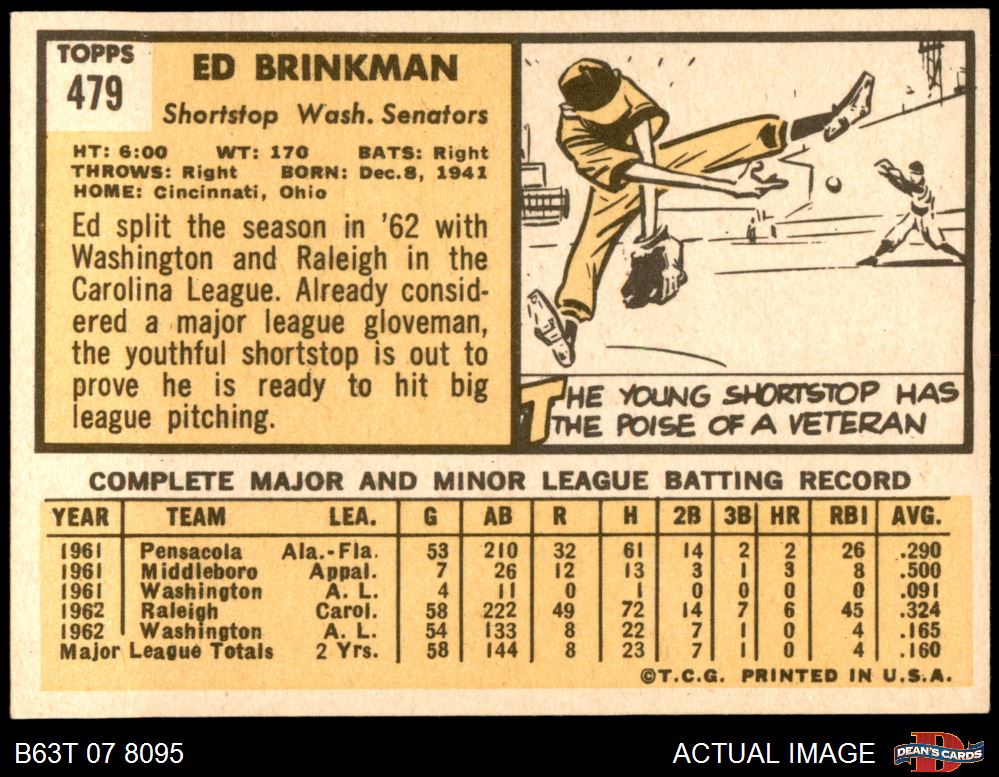 TOPPS
479
ED BRINKMAN
Shortstop Wash. Senators
HT: 6:00 WT: 170 BATS: Right
THROWS: Right BORN: Dec. 8, 1941
HOME: Cincinnati, Ohio
Ed split the season in '62 with
Washington and Raleigh in the
Carolina League. Already consid-
ered a major league gloveman,
the youthful shortstop is out to
prove he is ready to hit big
league pitching.
THE YOUNG SHORTSTOP HAS
THE POISE OF A VETERAN
COMPLETE MAJOR AND MINOR LEAGUE BATTING RECORD
YEAR TEAM LEA. G AB R H 2B 3B HR RBI AVG.
1961 Pensacola Ala.-Fla. 53 210 32 61 14 2 2 26 .290
1961 Middleboro Appal. 7 26 12 13 3 1 3 8 .500
1961 Washington A. L. 4 11 0 1 0 0 0 0 .091
1962 Raleigh Carol. 58 222 49 72 14 7 6 45 .324
1962 Washington A. L. 54 133 8 22 7 1 0 4 .165
Major League Totals 2 Yrs. 58 144 8 23 7 1 0 4 .160
©T.C.G. PRINTED IN U.S.A.
B63T 07 8095
ACTUAL IMAGE
D
DEAN'S CARDS